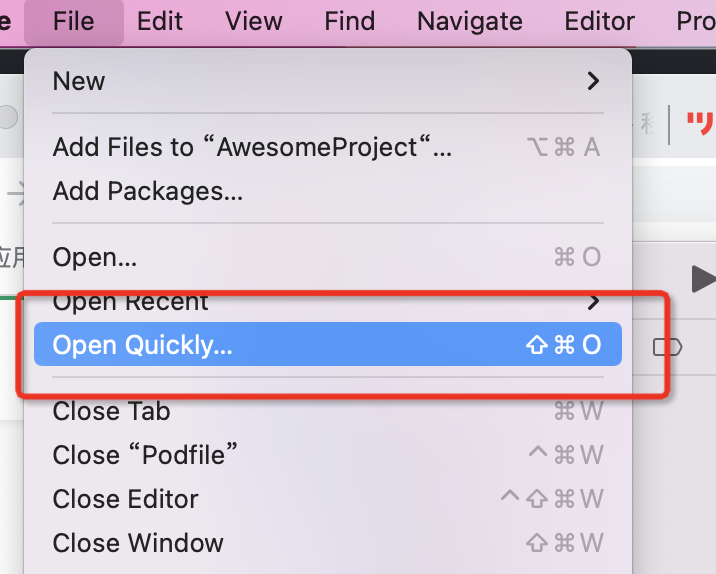 File Edit View Find Navigate Editor
New
Add Files to “AwesomeProject“... ⌥⌘A
Add Packages...
Open... ⌘O
Open Recent
Open Quickly... ⇧⌘O
Close Tab ⌘W
Close “Podfile” ^⌘W
Close Editor ^⇧⌘W
Close Window ⇧⌘W